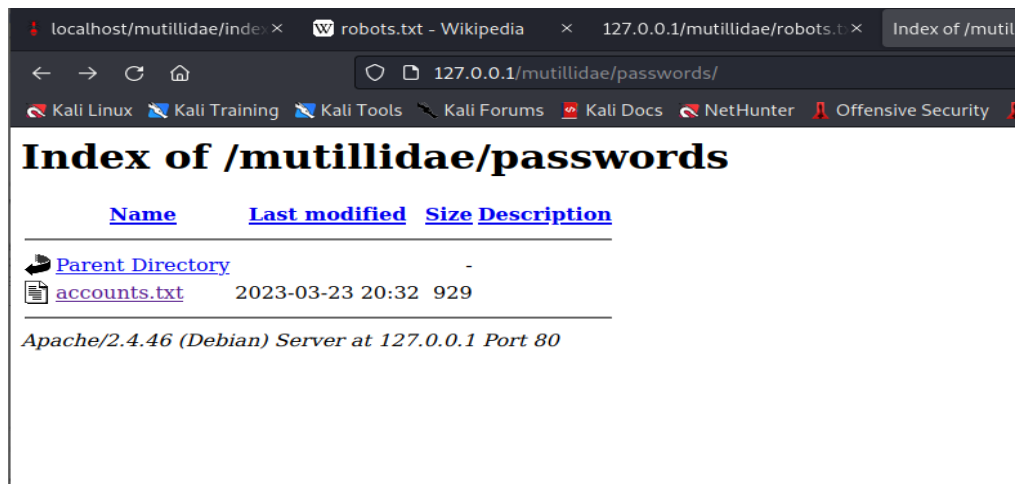 localhost/mutillidae/index
robots.txt - Wikipedia
127.0.0.1/mutillidae/robots.t
Index of /mutil
127.0.0.1/mutillidae/passwords/
Kali Linux Kali Training Kali Tools Kali Forums Kali Docs NetHunter Offensive Security
Index of /mutillidae/passwords
Name Last modified Size Description
Parent Directory -
accounts.txt 2023-03-23 20:32 929
Apache/2.4.46 (Debian) Server at 127.0.0.1 Port 80